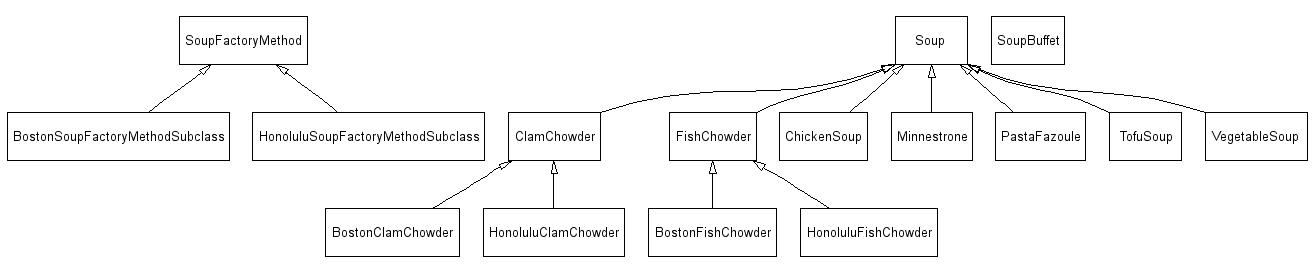 SoupFactoryMethod
Soup
SoupBuffet
BostonSoupFactoryMethodSubclass
HonoluluSoupFactoryMethodSubclass
ClamChowder
FishChowder
ChickenSoup
Minnestrone
PastaFazoule
TofuSoup
VegetableSoup
BostonClamChowder
HonoluluClamChowder
BostonFishChowder
HonoluluFishChowder